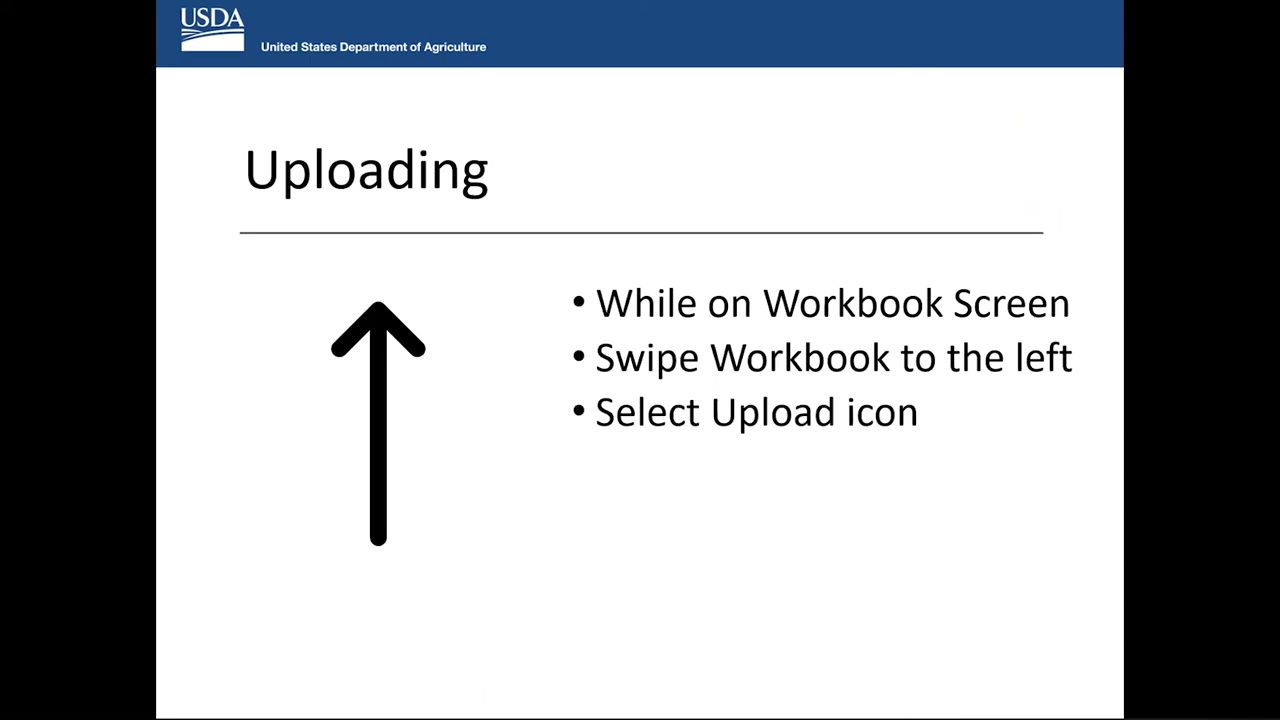 USDA
United States Department of Agriculture
Uploading
• While on Workbook Screen
• Swipe Workbook to the left
• Select Upload icon